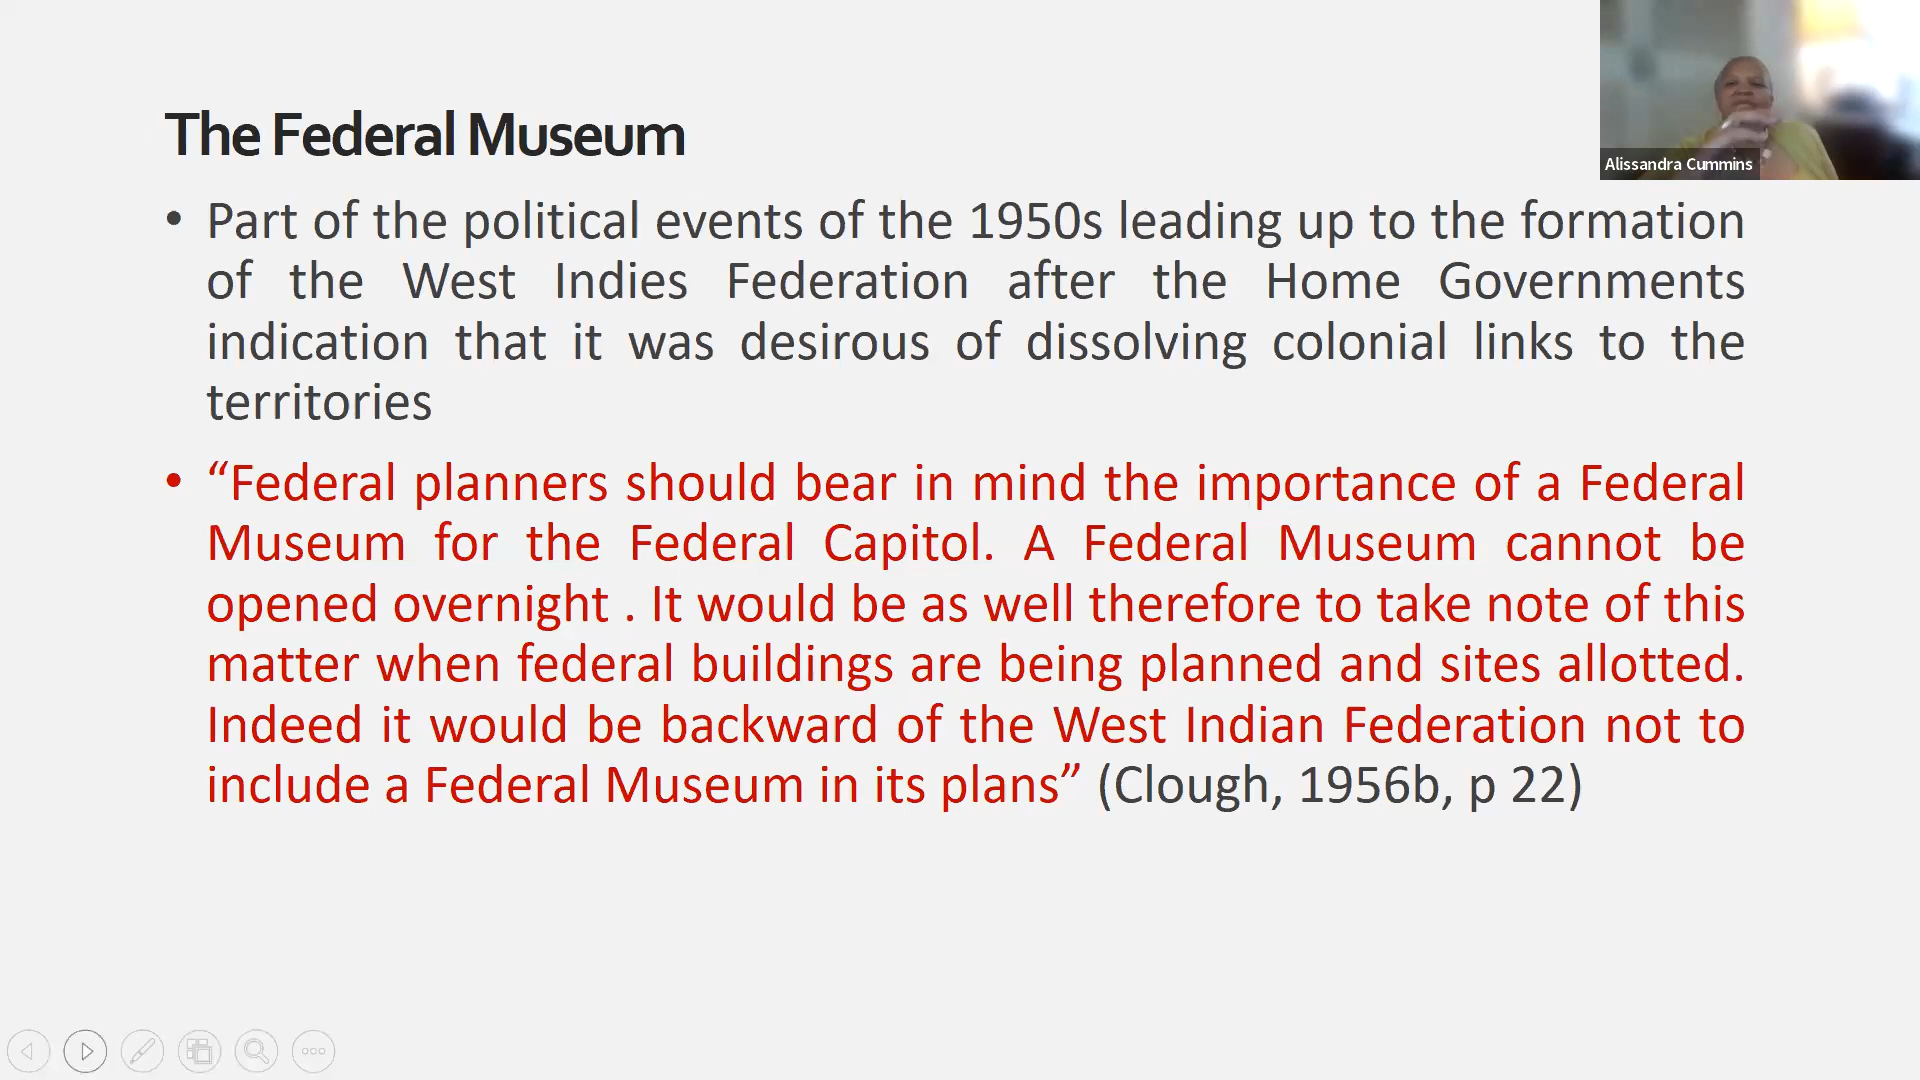 The Federal Museum
Alissandra Cummins
• Part of the political events of the 1950s leading up to the formation
of the West Indies Federation after the Home Governments
indication that it was desirous of dissolving colonial links to the
territories
• “Federal planners should bear in mind the importance of a Federal
Museum for the Federal Capitol. A Federal Museum cannot be
opened overnight . It would be as well therefore to take note of this
matter when federal buildings are being planned and sites allotted.
Indeed it would be backward of the West Indian Federation not to
include a Federal Museum in its plans” (Clough, 1956b, p 22)